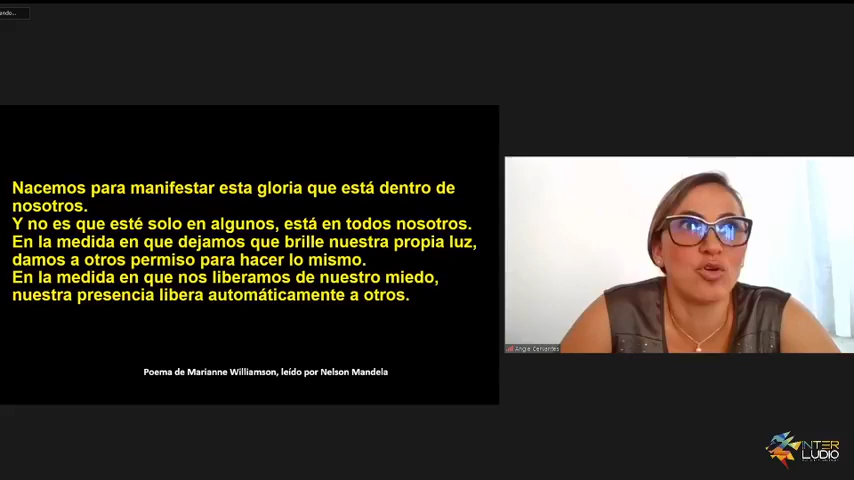 Nacemos para manifestar esta gloria que está dentro de
nosotros.
Y no es que esté solo en algunos, está en todos nosotros.
En la medida en que dejamos que brille nuestra propia luz,
damos a otros permiso para hacer lo mismo.
En la medida en que nos liberamos de nuestro miedo,
nuestra presencia libera automáticamente a otros.
Poema de Marianne Williamson, leído por Nelson Mandela
Angie Cervantes
INTER
LUDIO